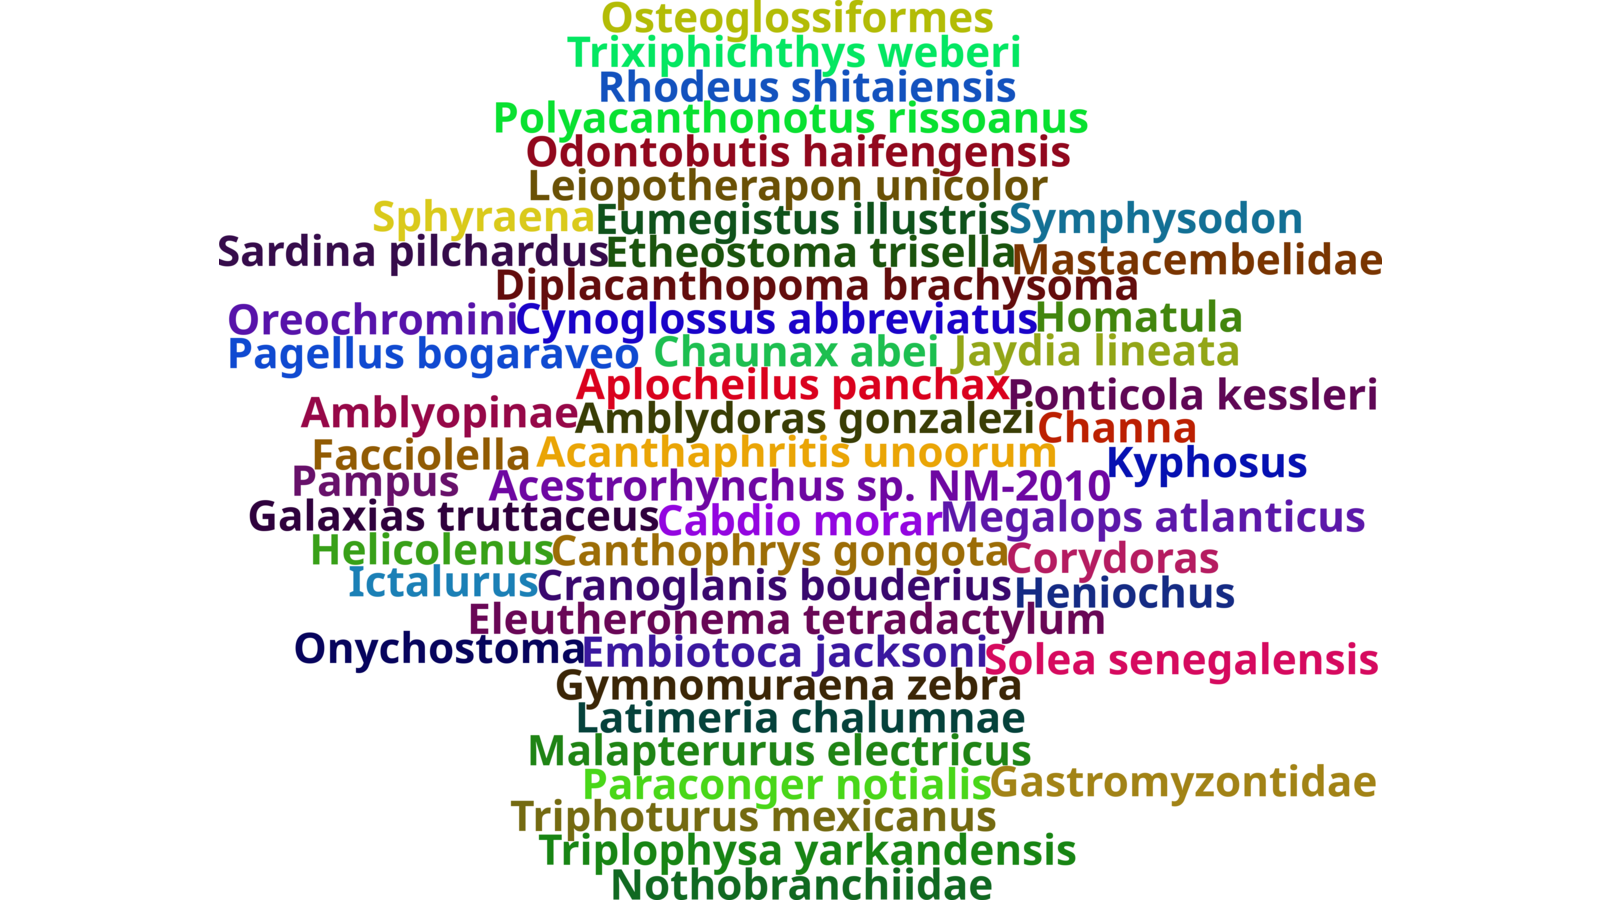 Osteoglossiformes
Trixiphichthys weberi
Rhodeus shitaiensis
Polyacanthonotus rissoanus
Odontobutis haifengensis
Leiopotherapon unicolor
Sphyraena Eumegistus illustris Symphysodon
Sardina pilchardus Etheostoma trisella Mastacembelidae
Diplacanthopoma brachysoma
Oreochromini Cynoglossus abbreviatus Homatula
Pagellus bogaraveo Chaunax abei Jaydia lineata
Aplocheilus panchax Ponticola kessleri
Amblyopinae Amblydoras gonzalezi Channa
Facciolella Acanthaphritis unoorum Kyphosus
Pampus Acestrorhynchus sp. NM-2010
Galaxias truttaceus Cabdio morar Megalops atlanticus
Helicolenus Canthophrys gongota Corydoras
Ictalurus Cranoglanis bouderius Heniochus
Eleutheronema tetradactylum
Onychostoma Embiotoca jacksoni Solea senegalensis
Gymnomuraena zebra
Latimeria chalumnae
Malapterurus electricus
Paraconger notialis Gastromyzontidae
Triphoturus mexicanus
Triplophysa yarkandensis
Nothobranchiidae